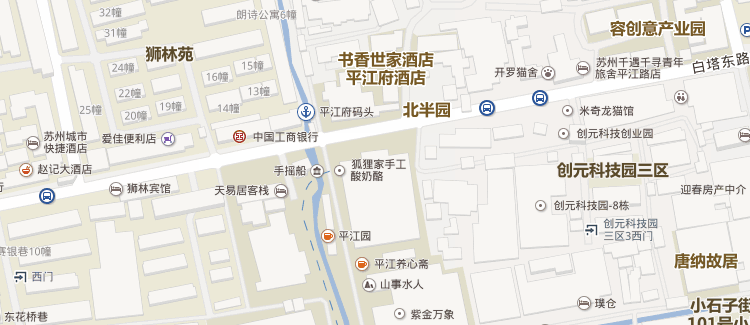 32幢
朗诗公寓6幢
31幢
狮林苑
容创意产业园
24幢
16幢
15幢
书香世家酒店
平江府酒店
开罗猫舍
苏州千遇千寻青年
旅舍平江路店
白塔东路
22幢
13幢
25幢
19幢
14幢
20幢
平江府码头
北半园
米奇龙猫馆
苏州城市
快捷酒店
爱佳便利店
中国工商银行
创元科技创业园
赵记大酒店
手摇船
狐狸家手工
酸奶酪
创元科技园三区
行
狮林宾馆
天易居客栈
迎春房产中介
创元科技园-8栋
创元科技园
三区3西门
平江园
赛银巷10幢
西门
平江养心斋
唐纳故居
山事水人
璞仓
小石子街
101号小
东花桥巷
紫金万象